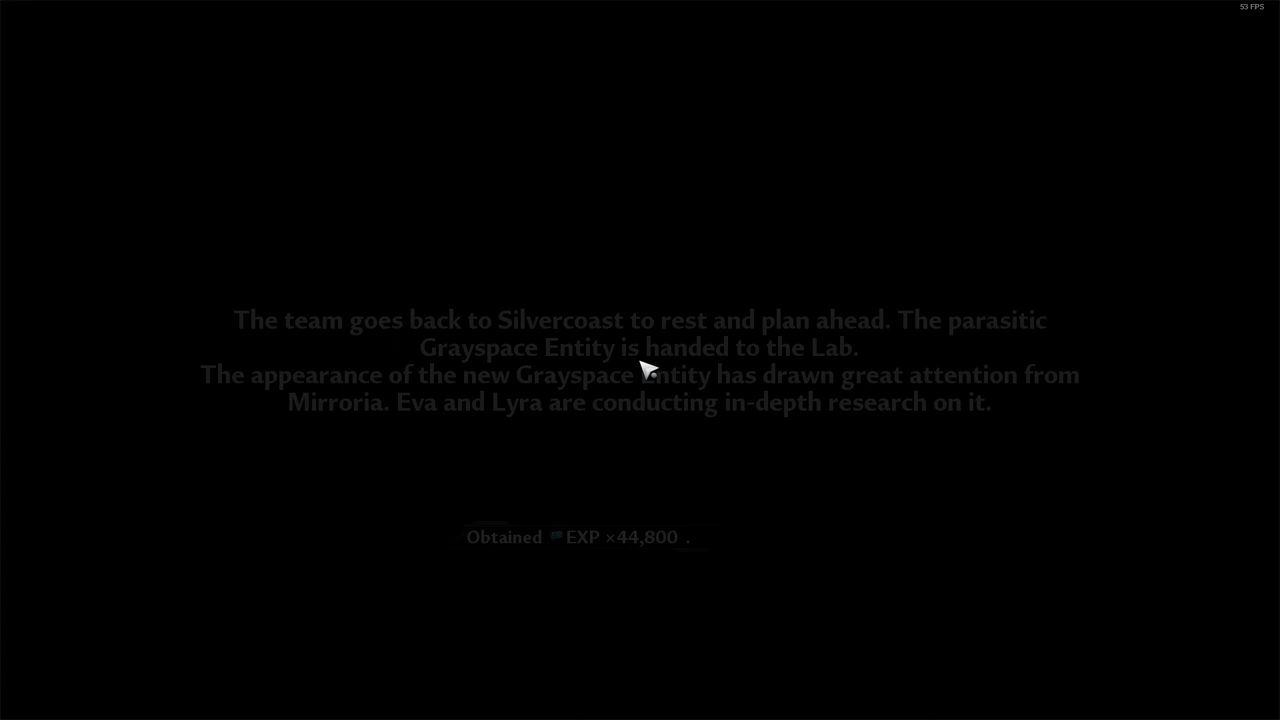 53 FPS
The team goes back to Silvercoast to rest and plan ahead. The parasitic
Grayspace Entity is handed to the Lab.
The appearance of the new Grayspace Entity has drawn great attention from
Mirroria. Eva and Lyra are conducting in-depth research on it.
Obtained EXP ×44,800 .